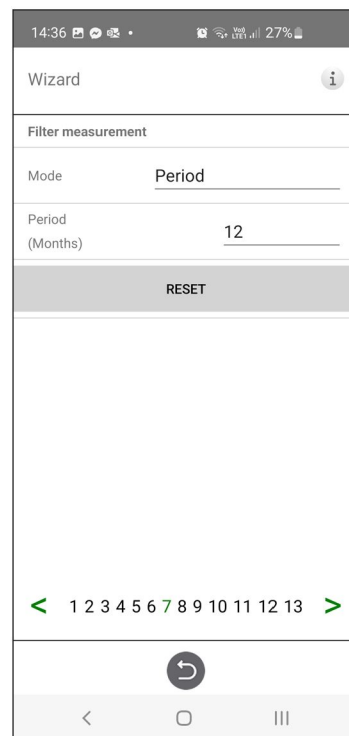 14:36 27%
Wizard
Filter measurement
Mode Period
Period
(Months) 12
RESET
< 1 2 3 4 5 6 7 8 9 10 11 12 13 >